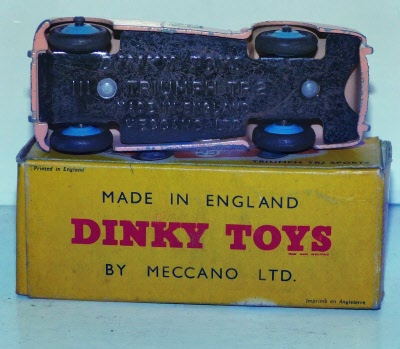 DINKY TOYS
111 TRIUMPH TR2
MADE IN ENGLAND
MECCANO LTD
TRIUMPH TR2 SPORTS
Printed in England
MADE IN ENGLAND
DINKY TOYS
BY MECCANO LTD.
Imprimé en Angleterre